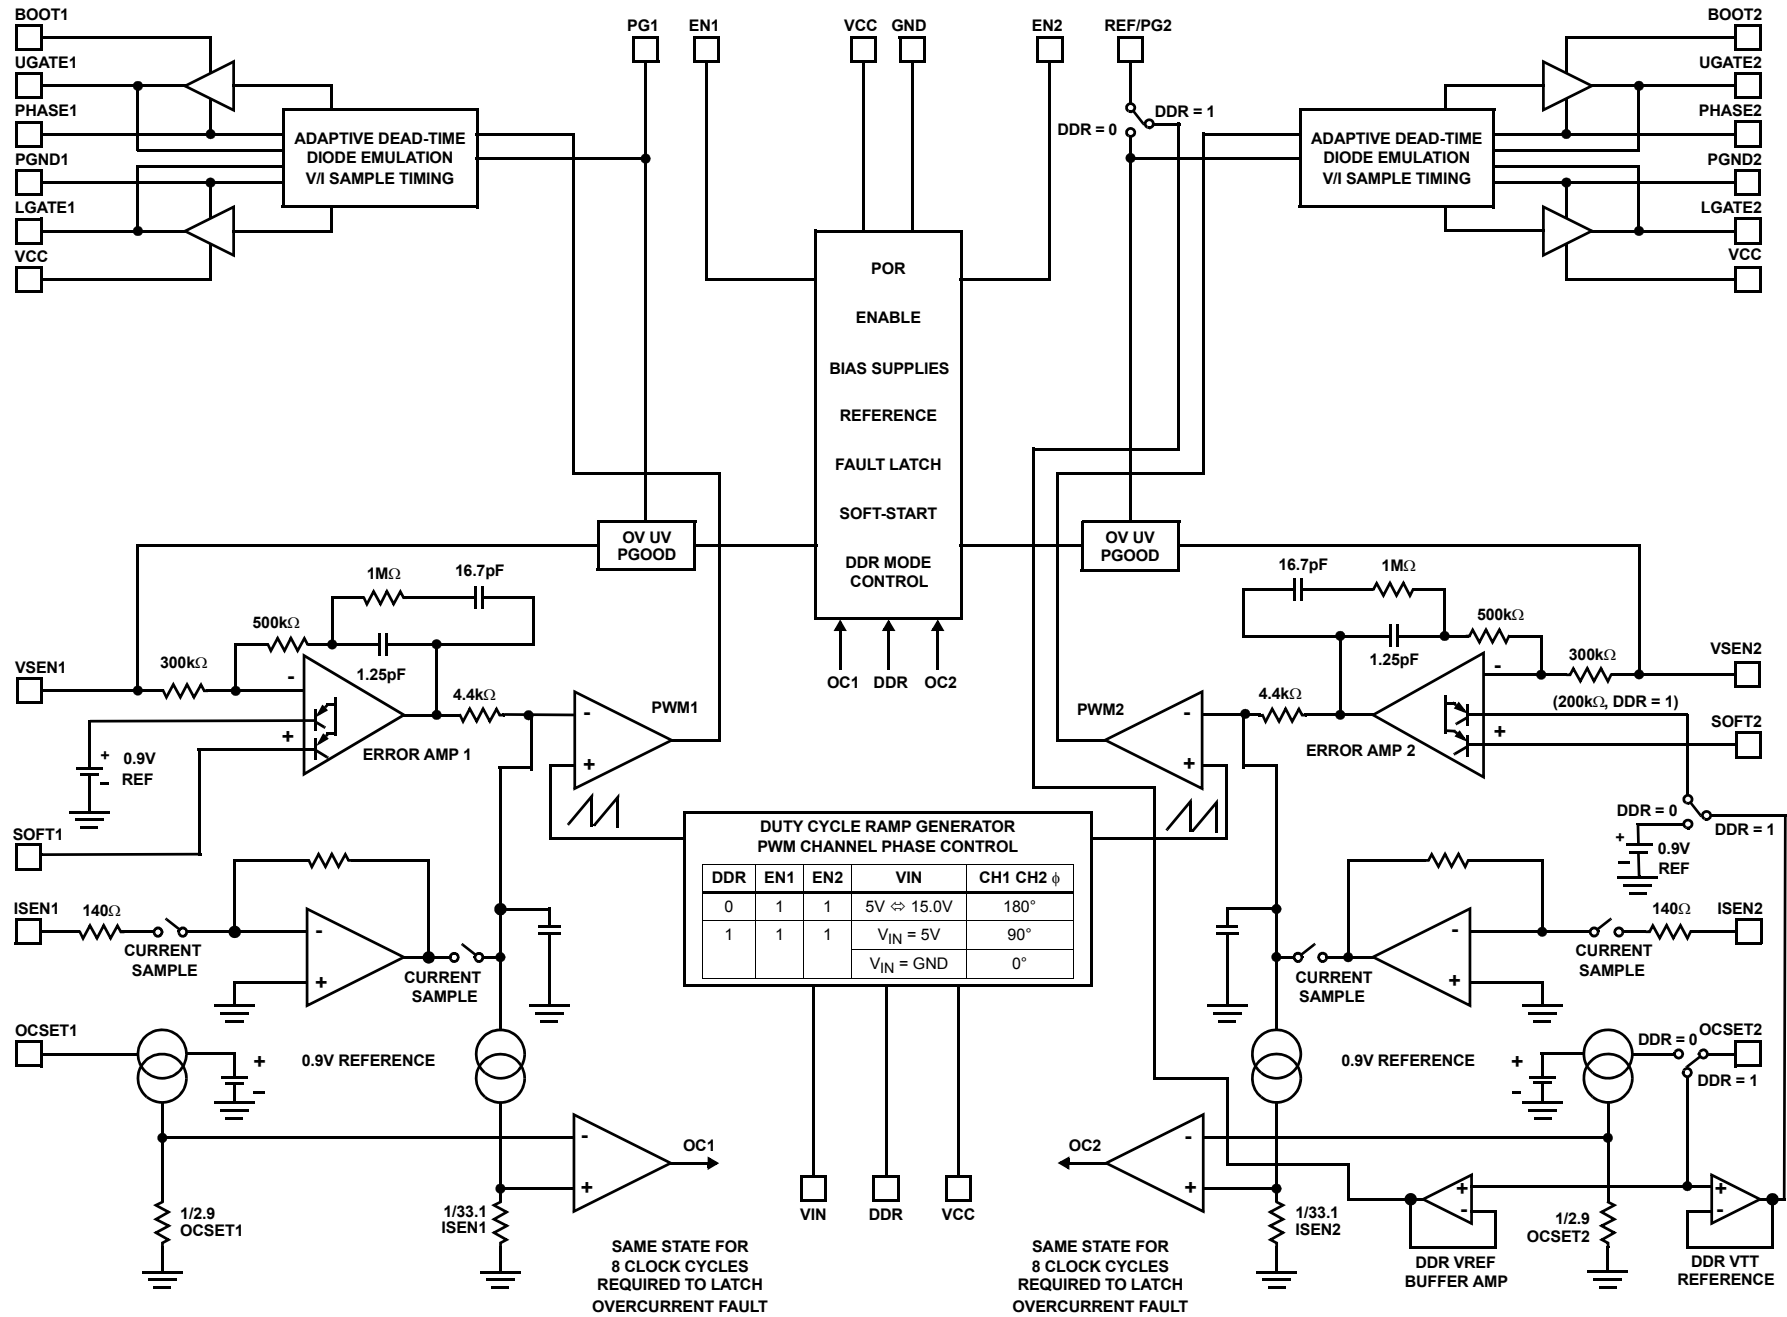 BOOT1
UGATE1
PHASE1
PGND1
LGATE1
VCC
ADAPTIVE DEAD-TIME
DIODE EMULATION
V/I SAMPLE TIMING
PG1
EN1
VCC
GND
EN2
REF/PG2
DDR = 1
DDR = 0
BOOT2
UGATE2
PHASE2
PGND2
LGATE2
VCC
ADAPTIVE DEAD-TIME
DIODE EMULATION
V/I SAMPLE TIMING
POR
ENABLE
BIAS SUPPLIES
REFERENCE
FAULT LATCH
SOFT-START
DDR MODE
CONTROL
OC1
DDR
OC2
OV UV
PGOOD
OV UV
PGOOD
1MΩ
16.7pF
500kΩ
1.25pF
300kΩ
VSEN1
-
+
4.4kΩ
ERROR AMP 1
+
-
0.9V
REF
SOFT1
-
+
PWM1
16.7pF
1MΩ
500kΩ
1.25pF
300kΩ
VSEN2
(200kΩ, DDR = 1)
SOFT2
-
+
4.4kΩ
ERROR AMP 2
PWM2
-
+
DDR = 0
DDR = 1
+
-
0.9V
REF
DUTY CYCLE RAMP GENERATOR
PWM CHANNEL PHASE CONTROL
DDR EN1 EN2 VIN CH1 CH2 ϕ
0 1 1 5V ⇔ 15.0V 180°
1 1 1 VIN = 5V 90°
VIN = GND 0°
VIN
DDR
VCC
ISEN1
140Ω
CURRENT
SAMPLE
-
+
CURRENT
SAMPLE
OCSET1
+
-
0.9V REFERENCE
-
+
OC1
1/2.9
OCSET1
1/33.1
ISEN1
SAME STATE FOR
8 CLOCK CYCLES
REQUIRED TO LATCH
OVERCURRENT FAULT
ISEN2
140Ω
CURRENT
SAMPLE
-
+
CURRENT
SAMPLE
OCSET2
DDR = 0
DDR = 1
+
-
0.9V REFERENCE
-
+
OC2
1/33.1
ISEN2
1/2.9
OCSET2
SAME STATE FOR
8 CLOCK CYCLES
REQUIRED TO LATCH
OVERCURRENT FAULT
+
-
DDR VREF
BUFFER AMP
+
-
DDR VTT
REFERENCE